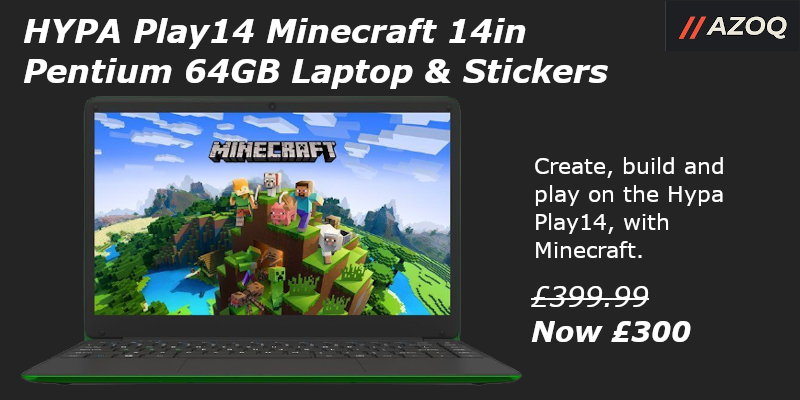 HYPA Play14 Minecraft 14in
Pentium 64GB Laptop & Stickers
//AZOQ
MINECRAFT
Create, build and
play on the Hypa
Play14, with
Minecraft.
£399.99
Now £300